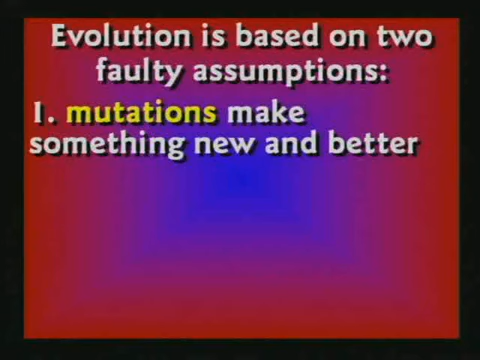 Evolution is based on two
faulty assumptions:
1. mutations make
something new and better